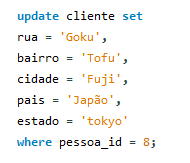 update cliente set
rua = 'Goku',
bairro = 'Tofu',
cidade = 'Fuji',
pais = 'Japão',
estado = 'tokyo'
where pessoa_id = 8;